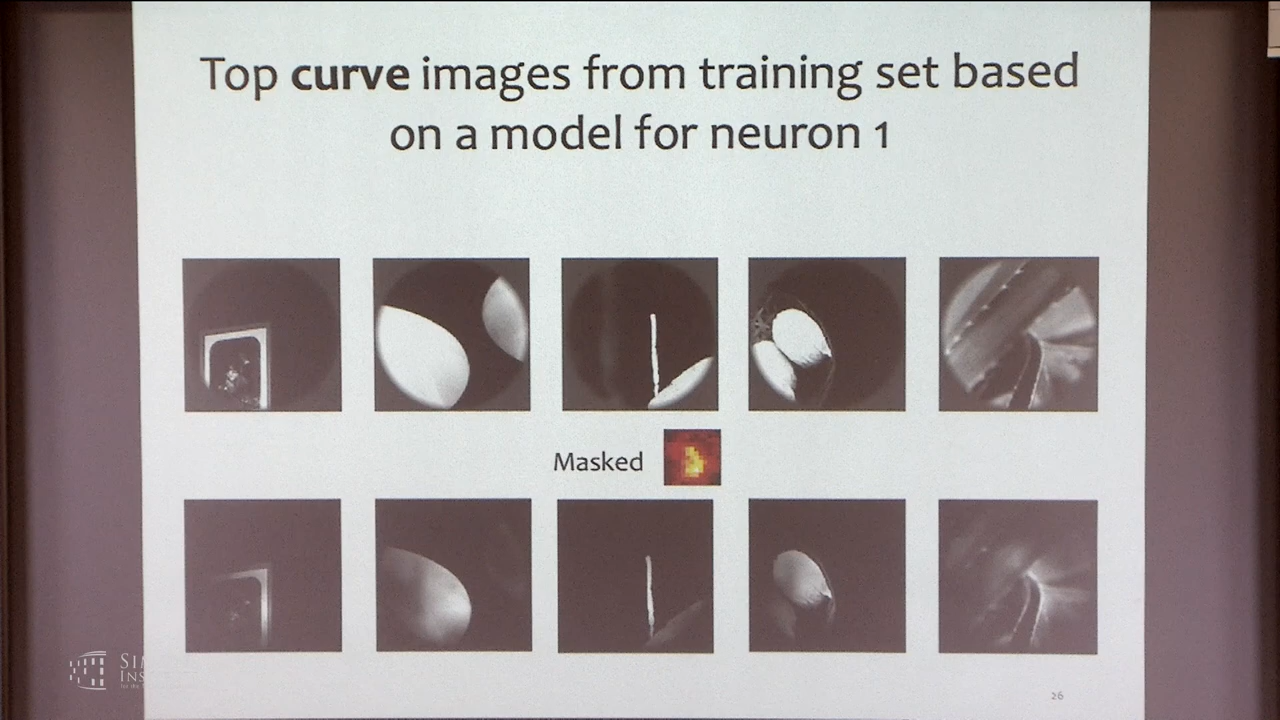 Top curve images from training set based
on a model for neuron 1
Masked
26